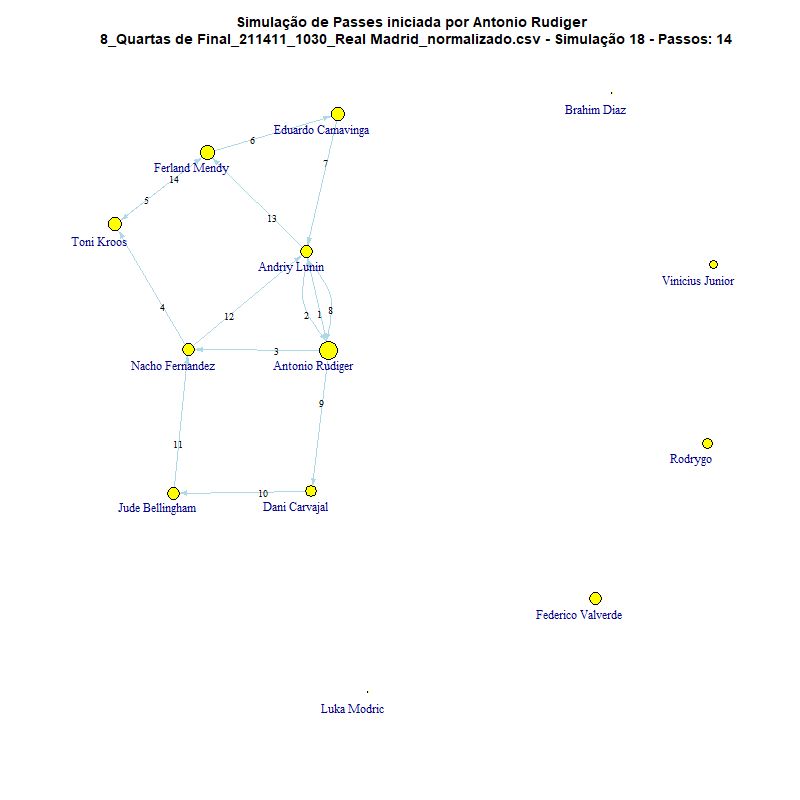 Simulação de Passes iniciada por Antonio Rudiger
8_Quartas de Final_211411_1030_Real Madrid_normalizado.csv - Simulação 18 - Passos: 14
Brahim Diaz
Eduardo Camavinga
6
7
Ferland Mendy
14
5
13
Toni Kroos
Andriy Lunin
Vinicius Junior
4
12
2
1
8
3
Nacho Fernandez
Antonio Rudiger
9
11
Rodrygo
10
Jude Bellingham
Dani Carvajal
Federico Valverde
Luka Modric